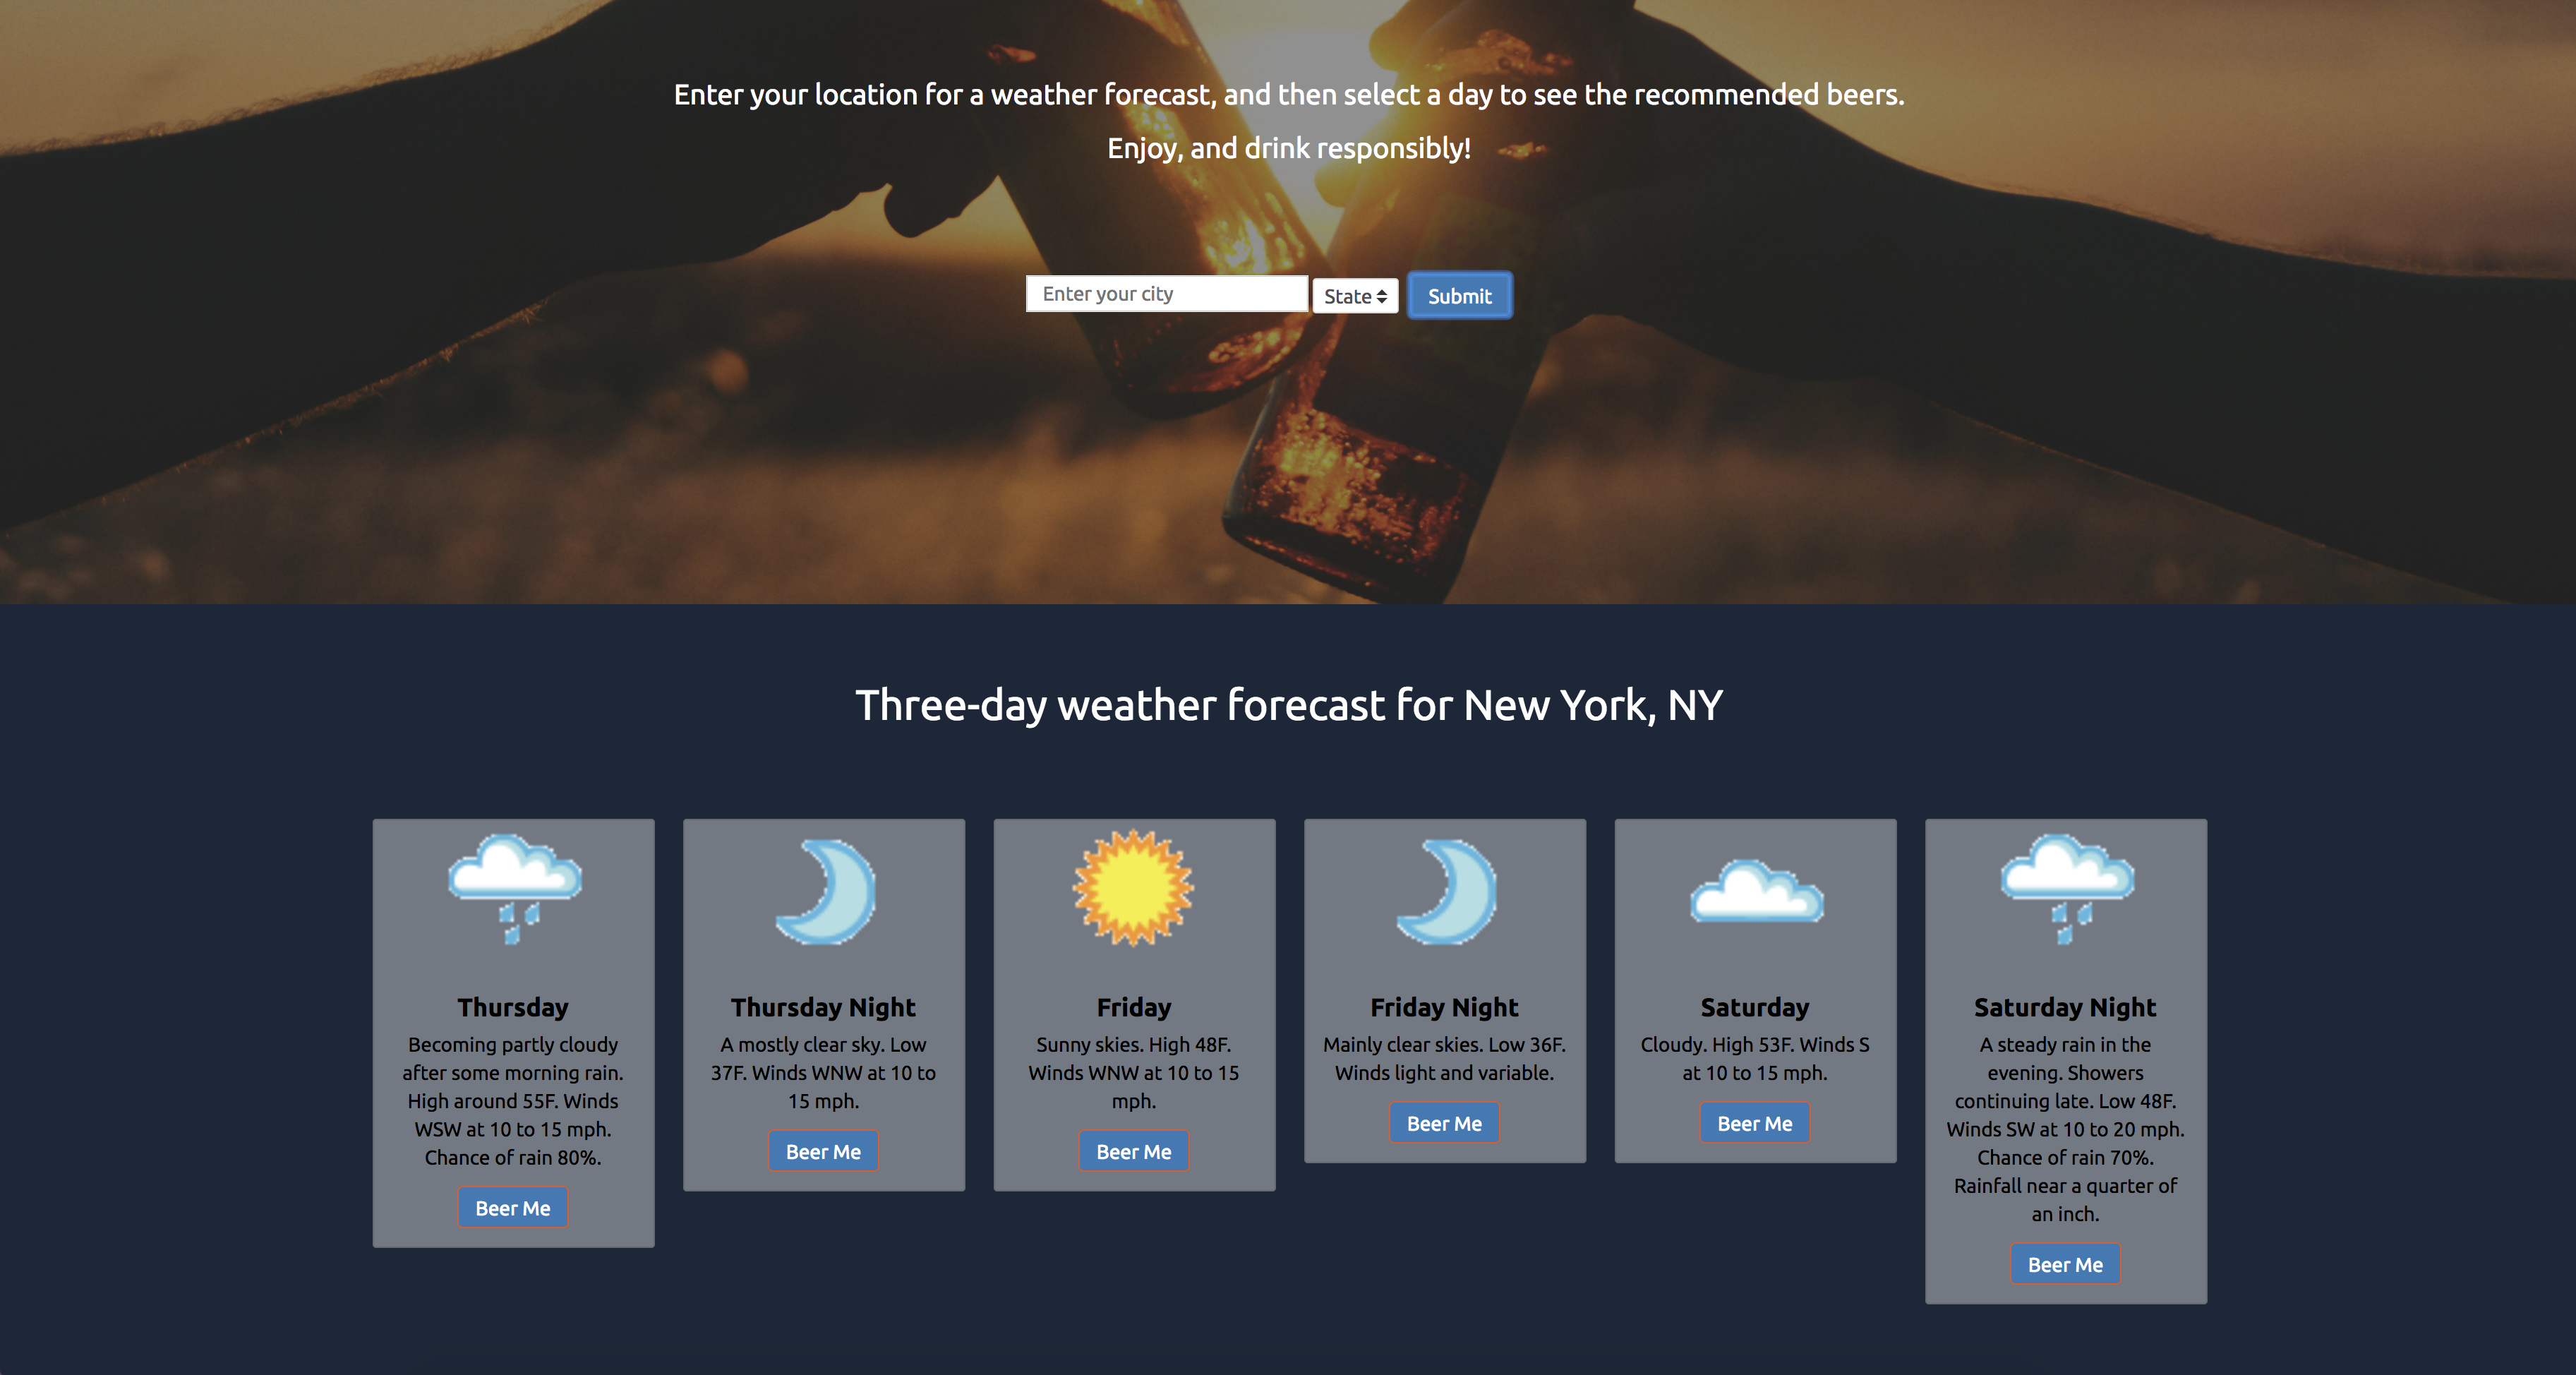 Enter your location for a weather forecast, and then select a day to see the recommended beers.
Enjoy, and drink responsibly!
Enter your city
State
Submit
Three-day weather forecast for New York, NY
Thursday
Becoming partly cloudy
after some morning rain.
High around 55F. Winds
WSW at 10 to 15 mph.
Chance of rain 80%.
Beer Me
Thursday Night
A mostly clear sky. Low
37F. Winds WNW at 10 to
15 mph.
Beer Me
Friday
Sunny skies. High 48F.
Winds WNW at 10 to 15
mph.
Beer Me
Friday Night
Mainly clear skies. Low 36F.
Winds light and variable.
Beer Me
Saturday
Cloudy. High 53F. Winds S
at 10 to 15 mph.
Beer Me
Saturday Night
A steady rain in the
evening. Showers
continuing late. Low 48F.
Winds SW at 10 to 20 mph.
Chance of rain 70%.
Rainfall near a quarter of
an inch.
Beer Me